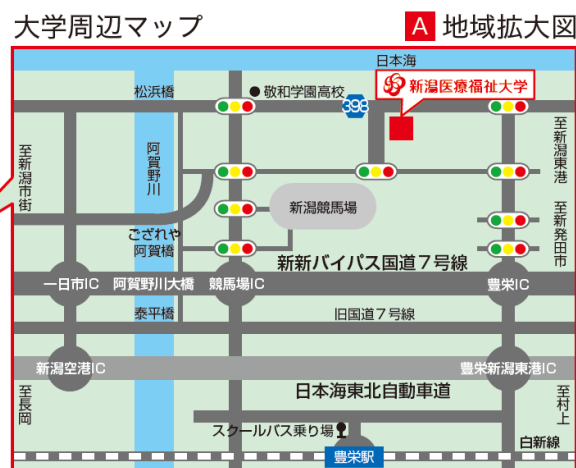 大学周辺マップ
A 地域拡大図
日本海
松浜橋
敬和学園高校
398
新潟医療福祉大学
至新潟市街
阿賀野川
至新潟東港
新潟競馬場
ござれや
阿賀橋
至新発田市
新新バイパス国道7号線
一日市IC
阿賀野川大橋
競馬場IC
豊栄IC
泰平橋
旧国道7号線
新潟空港IC
豊栄新潟東港IC
至長岡
日本海東北自動車道
至村上
スクールバス乗り場
白新線
豊栄駅